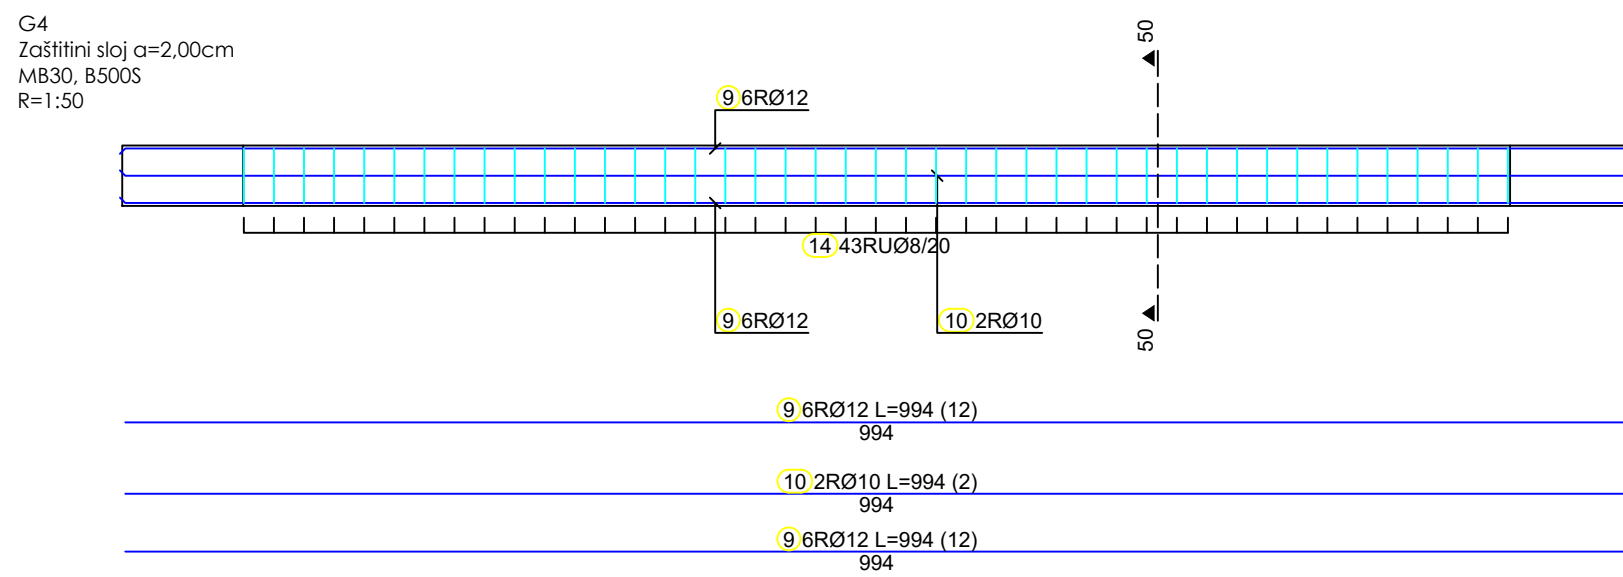 G4
Zaštitini sloj a=2,00cm
MB30, B500S
R=1:50
50
9 6RØ12
14 43RUØ8/20
9 6RØ12
10 2RØ10
50
9 6RØ12 L=994 (12)
994
10 2RØ10 L=994 (2)
994
9 6RØ12 L=994 (12)
994